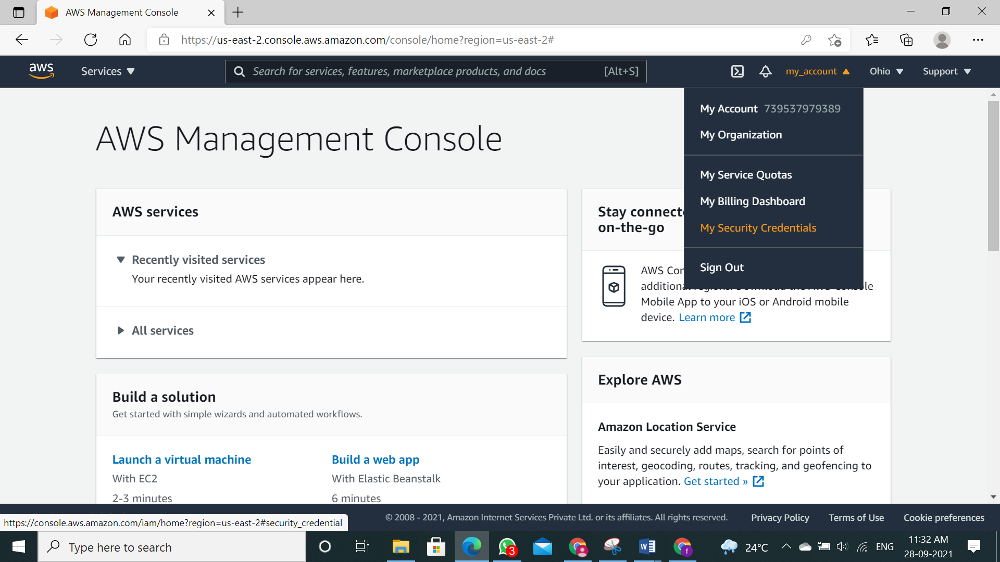 AWS Management Console
https://us-east-2.console.aws.amazon.com/console/home?region=us-east-2#
aws
Services
Search for services, features, marketplace products, and docs
[Alt+S]
my_account
Ohio
Support
My Account 739537979389
My Organization
My Service Quotas
My Billing Dashboard
My Security Credentials
Sign Out
AWS Management Console
AWS services
Recently visited services
Your recently visited AWS services appear here.
All services
Build a solution
Get started with simple wizards and automated workflows.
Launch a virtual machine
With EC2
2-3 minutes
Build a web app
With Elastic Beanstalk
6 minutes
Stay
on-the-go
AWS
Mobile App to your iOS or Android mobile
device. Learn more
Explore AWS
Amazon Location Service
Easily and securely add maps, search for points of
interest, geocoding, routes, tracking, and geofencing to
your application. Get started »
https://console.aws.amazon.com/iam/home?region=us-east-2#security_credential
© 2008 - 2021, Amazon Internet Services Private Ltd. or its affiliates. All rights reserved.
Privacy Policy
Terms of Use
Cookie preferences
Type here to search
3
24°C
ENG
11:32 AM
28-09-2021